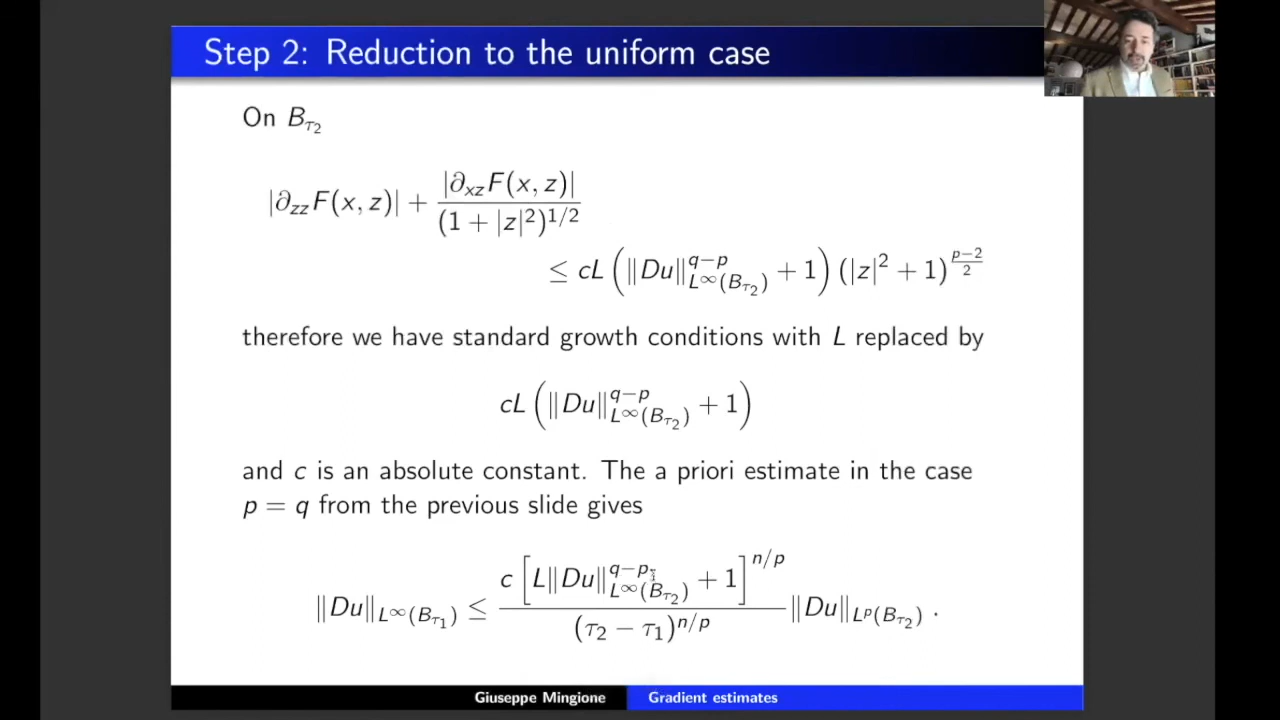 Step 2: Reduction to the uniform case
On $B_{\tau_2}$
$|\partial_{zz} F(x, z)| + \frac{|\partial_{xz} F(x, z)|}{(1 + |z|^2)^{1/2}}$
$\leq cL \left( \|Du\|_{L^\infty(B_{\tau_2})}^{q-p} + 1 \right) (|z|^2 + 1)^{\frac{p-2}{2}}$
therefore we have standard growth conditions with $L$ replaced by
$cL \left( \|Du\|_{L^\infty(B_{\tau_2})}^{q-p} + 1 \right)$
and $c$ is an absolute constant. The a priori estimate in the case
$p = q$ from the previous slide gives
$\|Du\|_{L^\infty(B_{\tau_1})} \leq \frac{c \left[ L \|Du\|_{L^\infty(B_{\tau_2})}^{q-p} + 1 \right]^{n/p}}{(\tau_2 - \tau_1)^{n/p}} \|Du\|_{L^p(B_{\tau_2})} .$
Giuseppe Mingione Gradient estimates